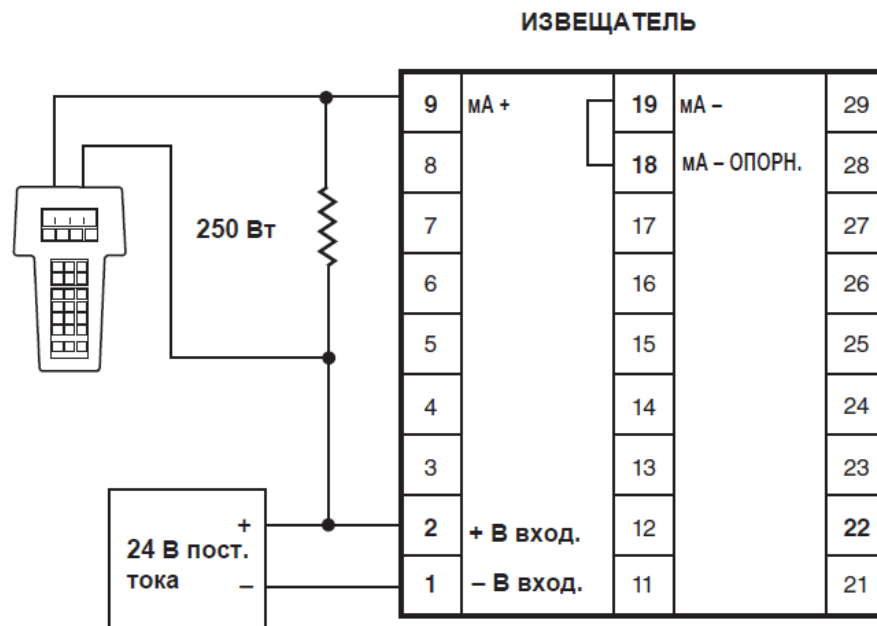 ИЗВЕЩАТЕЛЬ
9 мА + 19 мА – 29
8 18 мА – ОПОРН. 28
250 Вт 7 17 27
6 16 26
5 15 25
4 14 24
3 13 23
+ 2 + В вход. 12 22
24 В пост.
тока – 1 – В вход. 11 21